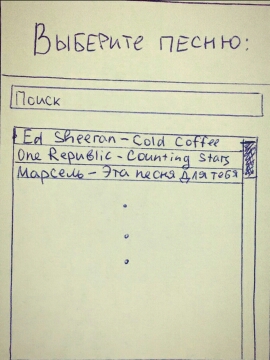 Выберите песню:
Поиск
Ed Sheeran - Cold Coffee
One Republic - Counting Stars
Марсель - Эта песня для тебя